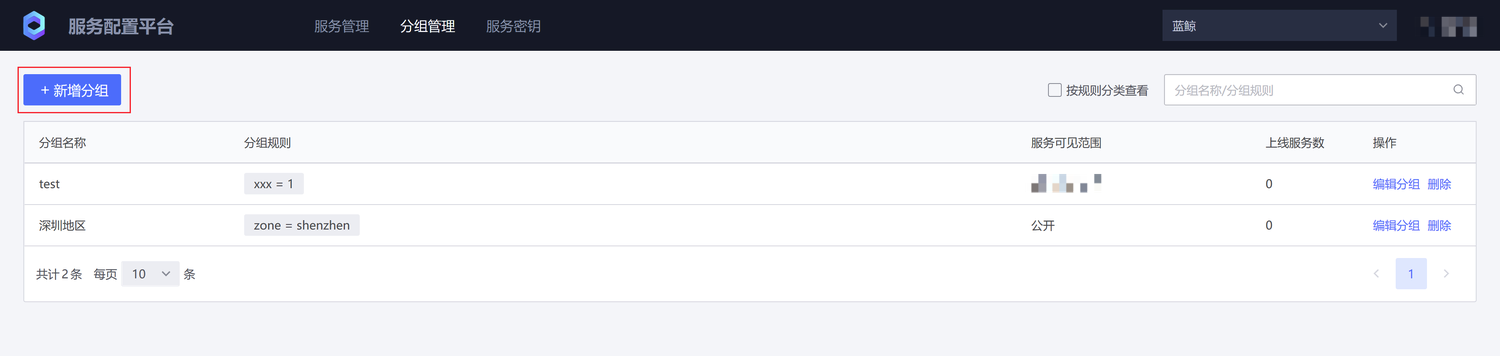 服务配置平台 服务管理 分组管理 服务密钥 蓝鲸
+ 新增分组 按规则分类查看 分组名称/分组规则
分组名称 分组规则 服务可见范围 上线服务数 操作
test xxx = 1 0 编辑分组 删除
深圳地区 zone = shenzhen 公开 0 编辑分组 删除
共计 2 条 每页 10 条 1